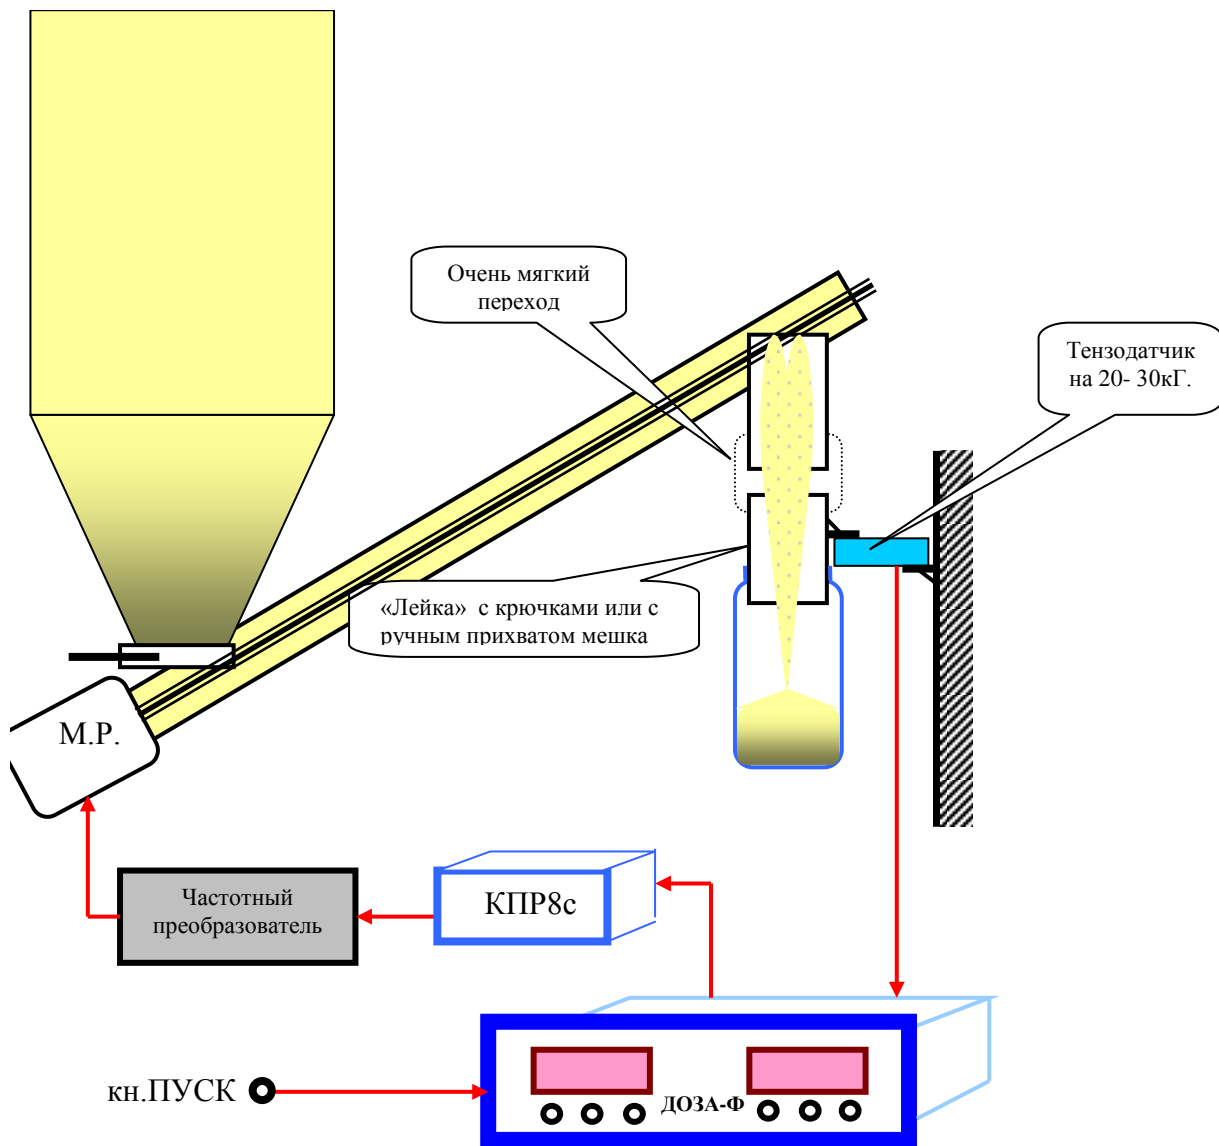 Очень мягкий
переход
Тензодатчик
на 20- 30кГ.
«Лейка» с крючками или с
ручным прихватом мешка
М.Р.
Частотный
преобразователь
КПР8с
кн.ПУСК
ДОЗА-Ф